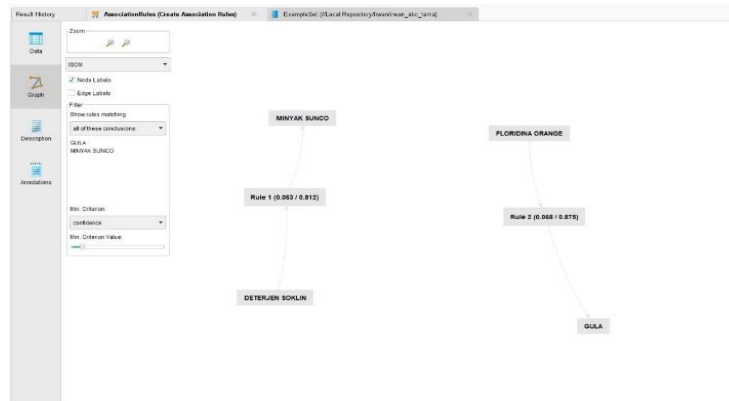 Result History
AssociationRules (Create Association Rules)
ExampleSet (//Local Repository/Irwan/irwan_abc_lama)
Data
Graph
Description
Annotations
Zoom
ISOM
Node Labels
Edge Labels
Filter
Show rules matching
all of these conclusions:
GULA
MINYAK SUNCO
Min. Criterion:
confidence
Min. Criterion Value:
MINYAK SUNCO
Rule 1 (0.063 / 0.812)
DETERJEN SOKLIN
FLORIDINA ORANGE
Rule 2 (0.068 / 0.875)
GULA